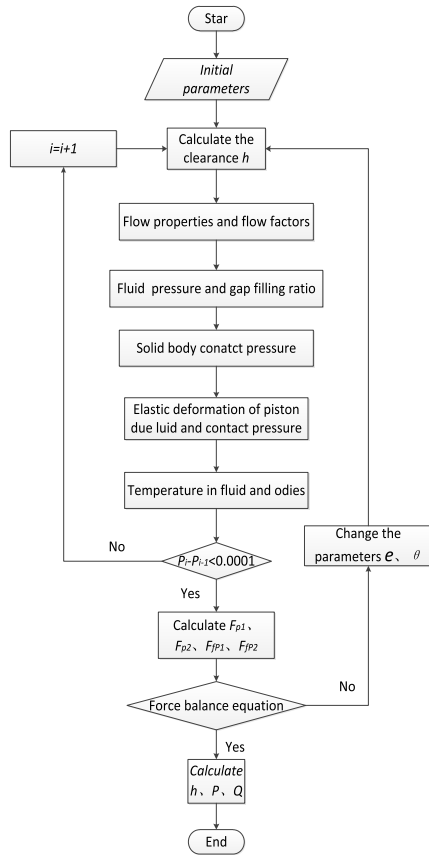 Star
Initial
parameters
i=i+1
Calculate the
clearance h
Flow properties and flow factors
Fluid pressure and gap filling ratio
Solid body conatct pressure
Elastic deformation of piston
due luid and contact pressure
Temperature in fluid and odies
No
Pi-Pi-1<0.0001
Change the
parameters e、 θ
Yes
Calculate Fp1、
Fp2、FfP1、FfP2
No
Force balance equation
Yes
Calculate
h、P、Q
End